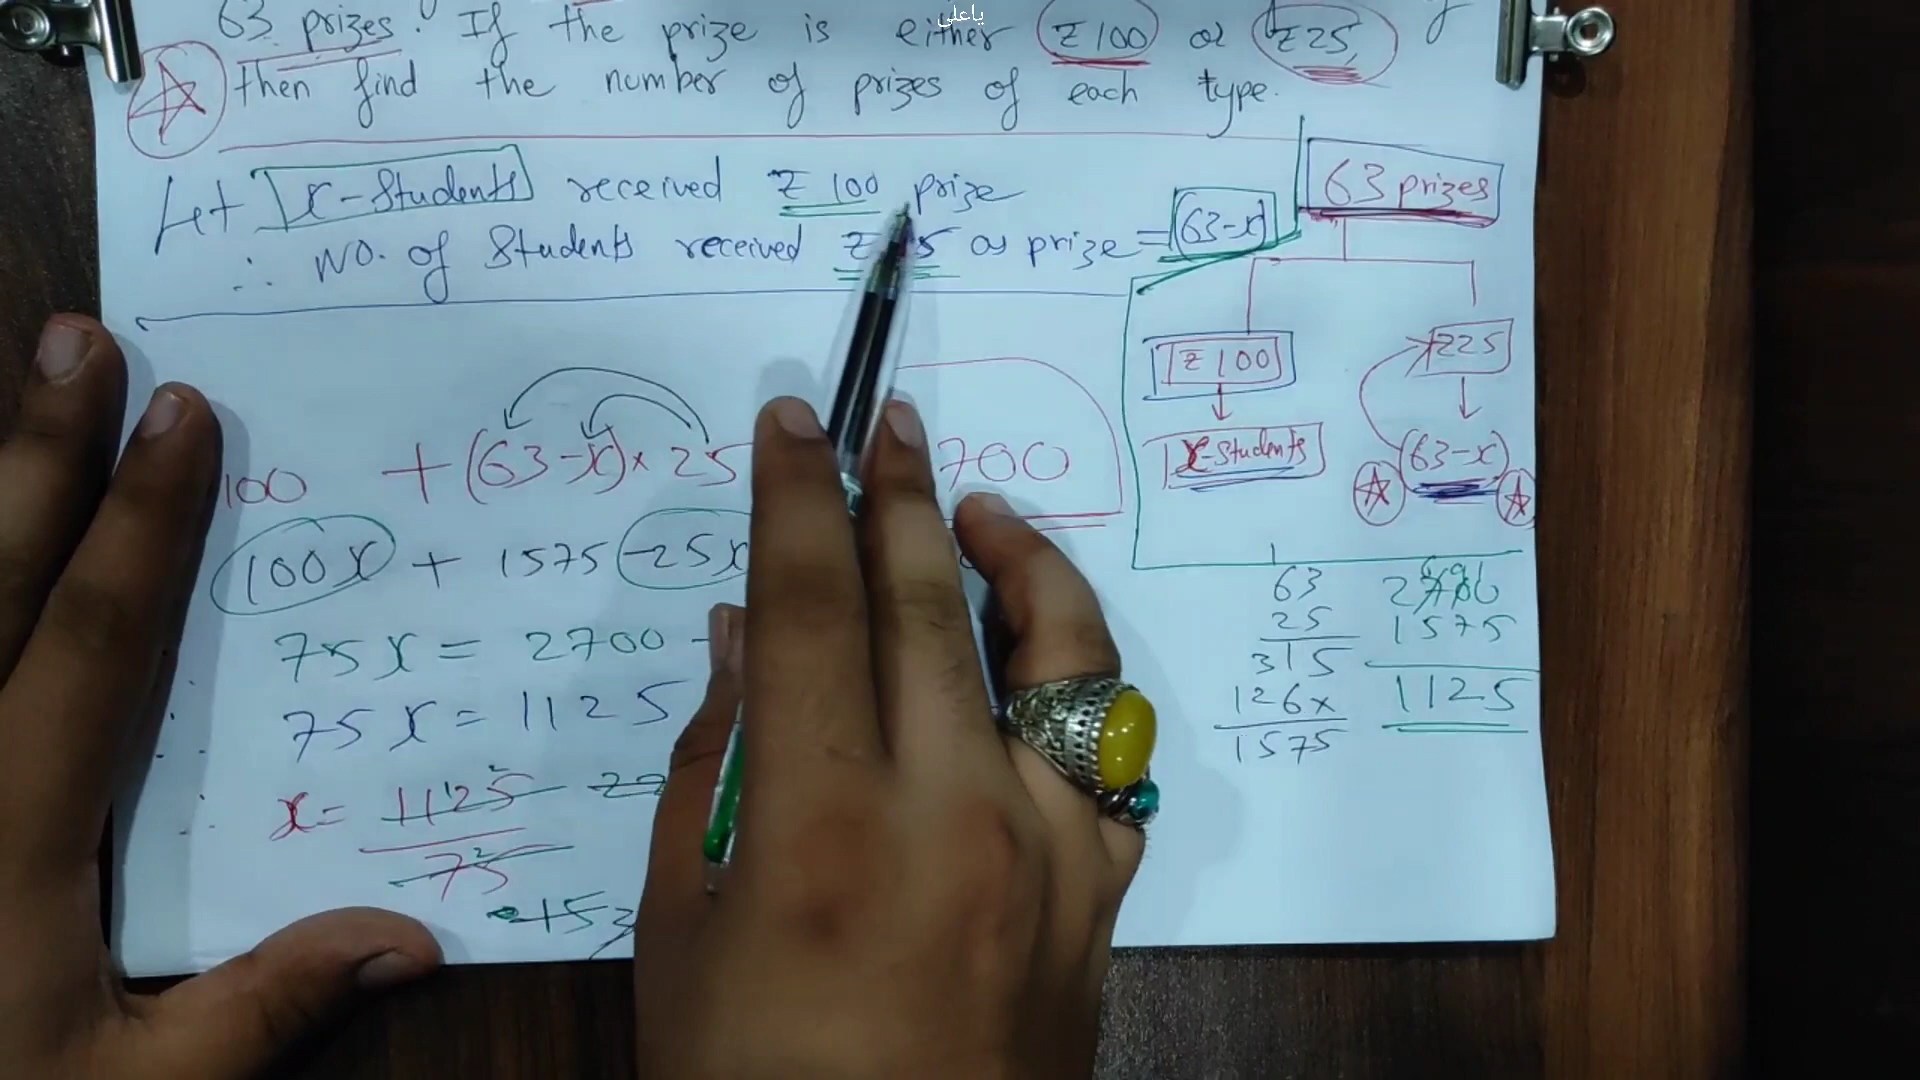 63 prizes. If the prize is either ₹100 or ₹25,
یاعلی
then find the number of prizes of each type.
Let x-Students received ₹100 prize
∴ No. of Students received ₹ 5 as prize = (63-x)
63 prizes
₹100
₹25
x-Students
(63-x)
100 + (63-x)×25 700
100x + 1575 -25x
75x = 2700 -
75x = 1125
x = 1125
75
15
63
25
315
126x
1575
2700
1575
1125